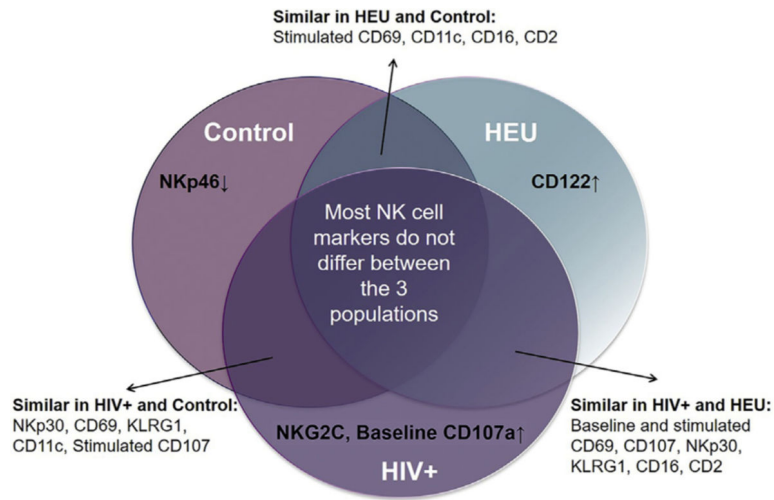 Similar in HEU and Control:
Stimulated CD69, CD11c, CD16, CD2
Control
HEU
NKp46↓
CD122↑
Most NK cell
markers do not
differ between
the 3
populations
Similar in HIV+ and Control:
NKp30, CD69, KLRG1,
CD11c, Stimulated CD107
Similar in HIV+ and HEU:
Baseline and stimulated
CD69, CD107, NKp30,
KLRG1, CD16, CD2
NKG2C, Baseline CD107a↑
HIV+